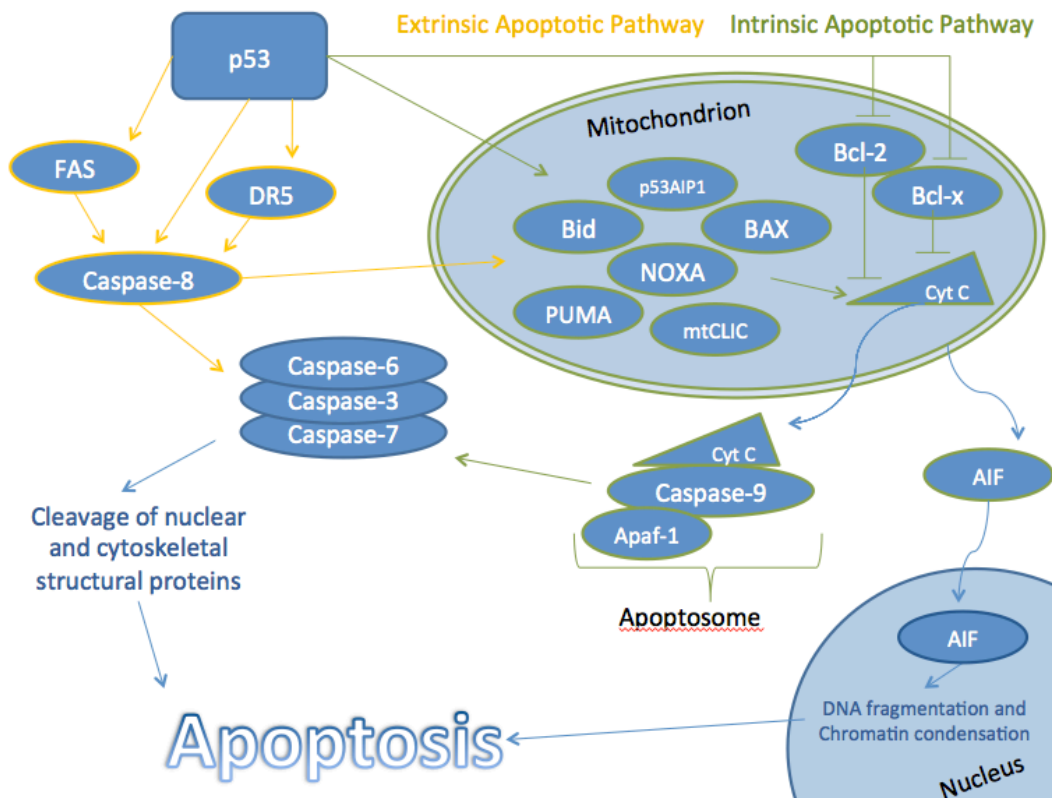 Extrinsic Apoptotic Pathway
Intrinsic Apoptotic Pathway
p53
Mitochondrion
FAS
DR5
Caspase-8
Bcl-2
Bcl-x
p53AIP1
Bid
BAX
NOXA
PUMA
mtCLIC
Cyt C
Caspase-6
Caspase-3
Caspase-7
Cyt C
Caspase-9
Apaf-1
Apoptosome
AIF
Cleavage of nuclear
and cytoskeletal
structural proteins
AIF
DNA fragmentation and
Chromatin condensation
Nucleus
Apoptosis